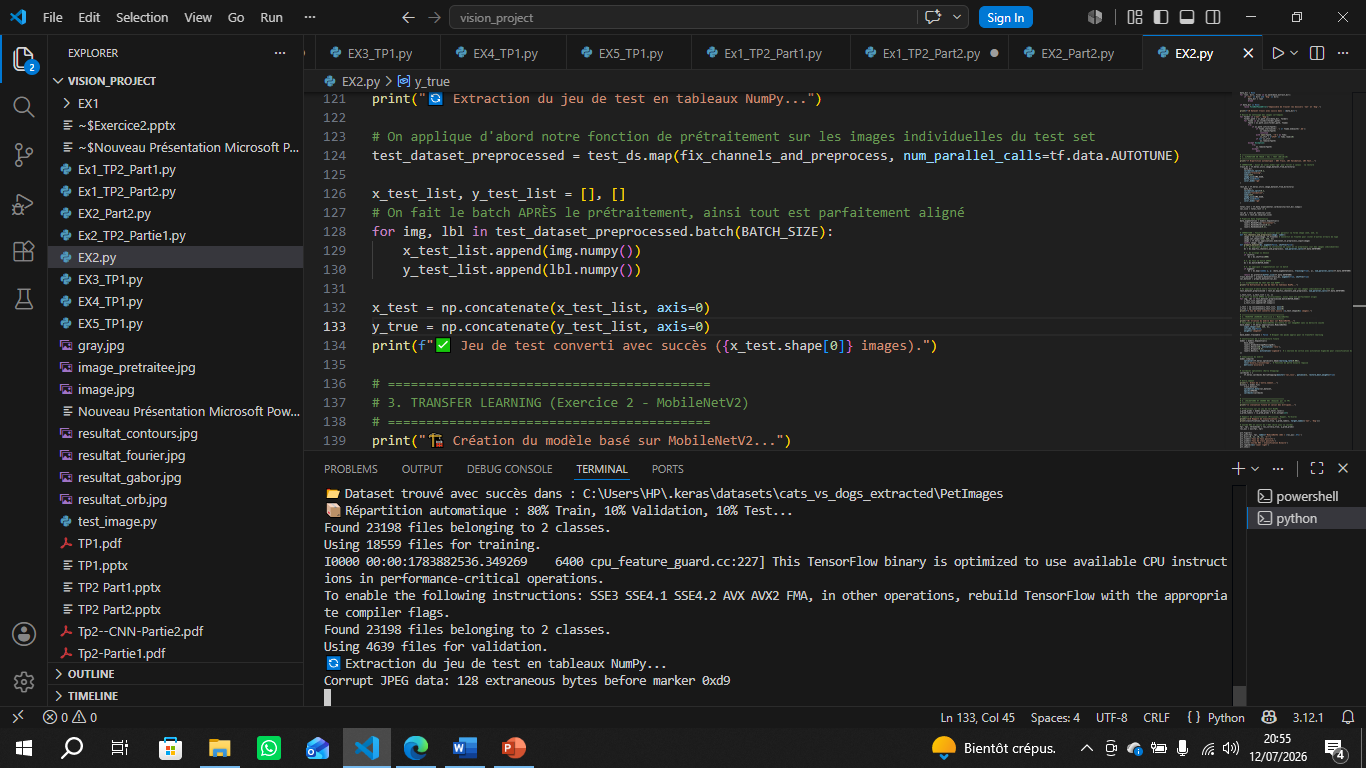 File Edit Selection View Go Run ··· vision_project Sign In
EXPLORER ···
2
VISION_PROJECT
EX1
~$Exercice2.pptx
~$Nouveau Présentation Microsoft P...
Ex1_TP2_Part1.py
Ex1_TP2_Part2.py
EX2_Part2.py
Ex2_TP2_Partie1.py
EX2.py
EX3_TP1.py
EX4_TP1.py
EX5_TP1.py
gray.jpg
image_pretraitee.jpg
image.jpg
Nouveau Présentation Microsoft Pow...
resultat_contours.jpg
resultat_fourier.jpg
resultat_gabor.jpg
resultat_orb.jpg
test_image.py
TP1.pdf
TP1.pptx
TP2 Part1.pptx
TP2 Part2.pptx
Tp2--CNN-Partie2.pdf
Tp2-Partie1.pdf
OUTLINE
TIMELINE
EX3_TP1.py EX4_TP1.py EX5_TP1.py Ex1_TP2_Part1.py Ex1_TP2_Part2.py EX2_Part2.py EX2.py
EX2.py > y_true
121 print("🔄 Extraction du jeu de test en tableaux NumPy...")
122
123 # On applique d'abord notre fonction de prétraitement sur les images individuelles du test set
124 test_dataset_preprocessed = test_ds.map(fix_channels_and_preprocess, num_parallel_calls=tf.data.AUTOTUNE)
125
126 x_test_list, y_test_list = [], []
127 # On fait le batch APRÈS le prétraitement, ainsi tout est parfaitement aligné
128 for img, lbl in test_dataset_preprocessed.batch(BATCH_SIZE):
129 x_test_list.append(img.numpy())
130 y_test_list.append(lbl.numpy())
131
132 x_test = np.concatenate(x_test_list, axis=0)
133 y_true = np.concatenate(y_test_list, axis=0)
134 print(f"✅ Jeu de test converti avec succès ({x_test.shape[0]} images).")
135
136 # ==========================================
137 # 3. TRANSFER LEARNING (Exercice 2 - MobileNetV2)
138 # ==========================================
139 print("🏗️ Création du modèle basé sur MobileNetV2...")
PROBLEMS OUTPUT DEBUG CONSOLE TERMINAL PORTS
📂 Dataset trouvé avec succès dans : C:\Users\HP\.keras\datasets\cats_vs_dogs_extracted\PetImages
📦 Répartition automatique : 80% Train, 10% Validation, 10% Test...
Found 23198 files belonging to 2 classes.
Using 18559 files for training.
I0000 00:00:1783882536.349269 6400 cpu_feature_guard.cc:227] This TensorFlow binary is optimized to use available CPU instruct
ions in performance-critical operations.
To enable the following instructions: SSE3 SSE4.1 SSE4.2 AVX AVX2 FMA, in other operations, rebuild TensorFlow with the appropria
te compiler flags.
Found 23198 files belonging to 2 classes.
Using 4639 files for validation.
🔄 Extraction du jeu de test en tableaux NumPy...
Corrupt JPEG data: 128 extraneous bytes before marker 0xd9
powershell
python
0 0 Ln 133, Col 45 Spaces: 4 UTF-8 CRLF { } Python 3.12.1
Bientôt crépus. 20:55
12/07/2026 4